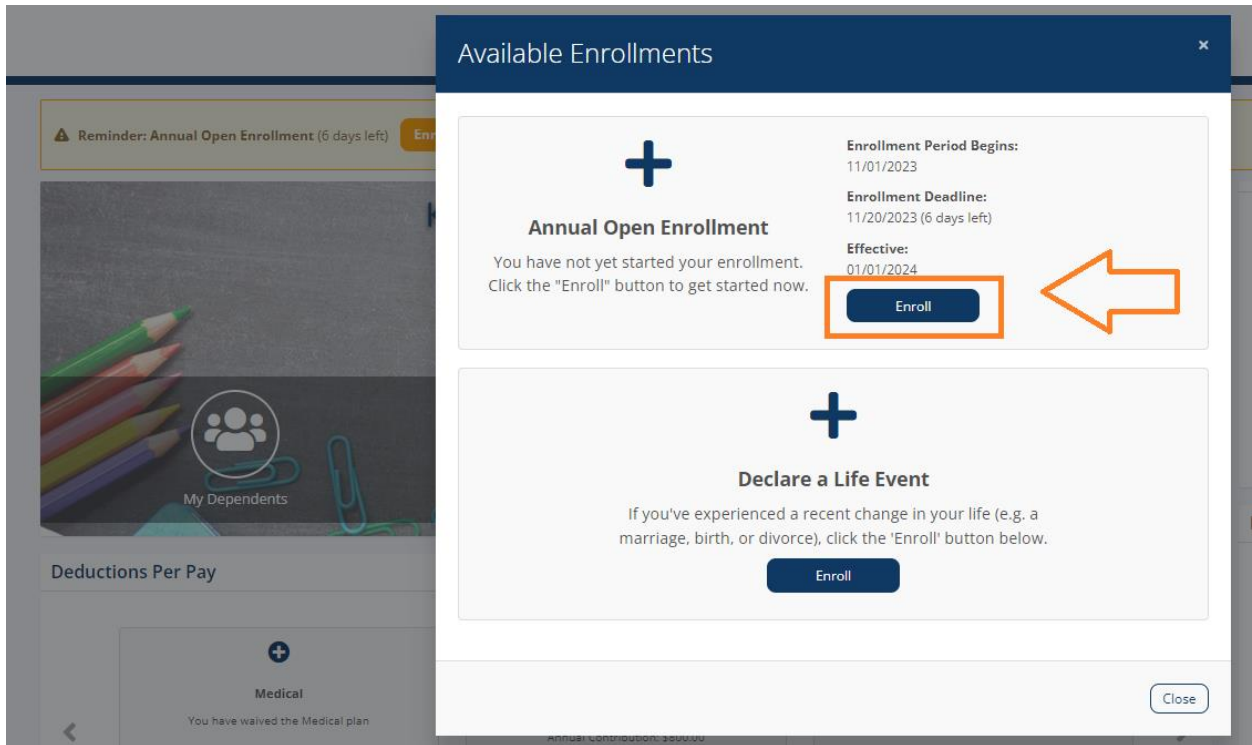 Available Enrollments
×
Reminder: Annual Open Enrollment (6 days left)
Annual Open Enrollment
You have not yet started your enrollment.
Click the "Enroll" button to get started now.
Enrollment Period Begins:
11/01/2023
Enrollment Deadline:
11/20/2023 (6 days left)
Effective:
01/01/2024
Enroll
My Dependents
Declare a Life Event
If you've experienced a recent change in your life (e.g. a
marriage, birth, or divorce), click the 'Enroll' button below.
Enroll
Deductions Per Pay
Medical
You have waived the Medical plan
Annual Contribution: $800.00
Close